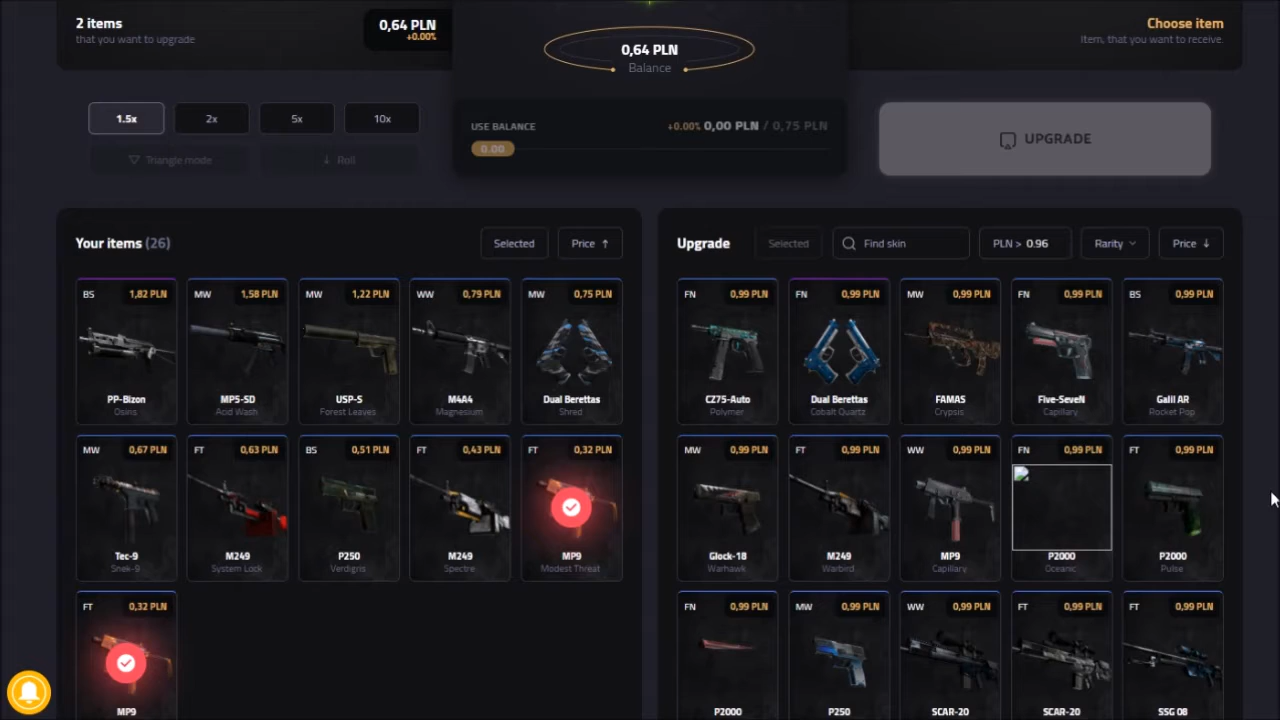 2 items
that you want to upgrade
0,64 PLN
+0.00%
0,64 PLN
Balance
Choose item
Item, that you want to receive.
1.5x
2x
5x
10x
Triangle mode
Roll
USE BALANCE
+0.00% 0,00 PLN / 0,75 PLN
0.00
UPGRADE
Your items (26)
Selected
Price ↑
BS 1,82 PLN
PP-Bizon
Osiris
MW 1,58 PLN
MP5-SD
Acid Wash
MW 1,22 PLN
USP-S
Forest Leaves
WW 0,79 PLN
M4A4
Magnesium
MW 0,75 PLN
Dual Berettas
Shred
MW 0,67 PLN
Tec-9
Snek-9
FT 0,63 PLN
M249
System Lock
BS 0,51 PLN
P250
Verdigris
FT 0,43 PLN
M249
Spectre
FT 0,32 PLN
MP9
Modest Threat
FT 0,32 PLN
MP9
Upgrade
Selected
Find skin
PLN > 0.96
Rarity
Price ↓
FN 0,99 PLN
CZ75-Auto
Polymer
FN 0,99 PLN
Dual Berettas
Cobalt Quartz
MW 0,99 PLN
FAMAS
Crypsis
FN 0,99 PLN
Five-SeveN
Capillary
BS 0,99 PLN
Galil AR
Rocket Pop
MW 0,99 PLN
Glock-18
Warhawk
FT 0,99 PLN
M249
Warbird
WW 0,99 PLN
MP9
Capillary
FN 0,99 PLN
P2000
Oceanic
FT 0,99 PLN
P2000
Pulse
FN 0,99 PLN
P2000
MW 0,99 PLN
P250
WW 0,99 PLN
SCAR-20
FT 0,99 PLN
SCAR-20
FT 0,99 PLN
SSG 08